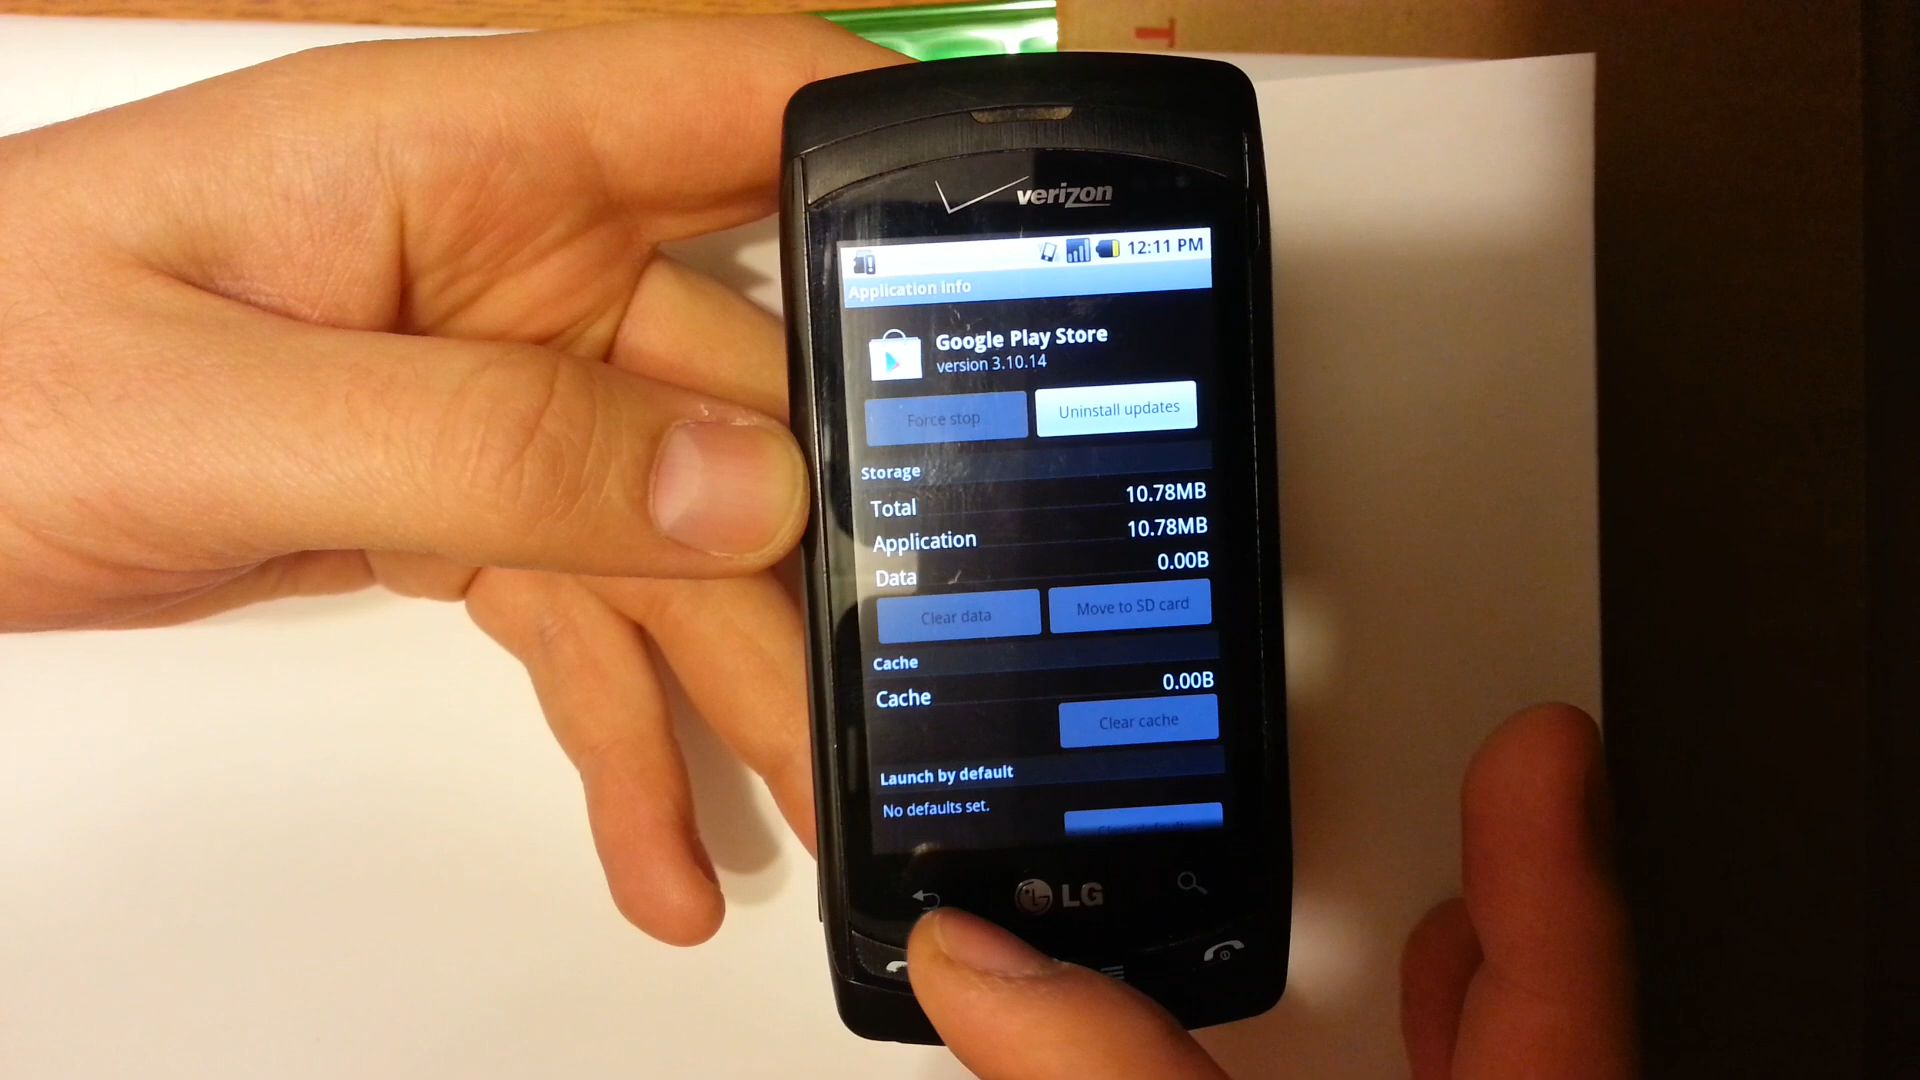 verizon
12:11 PM
Application info
Google Play Store
version 3.10.14
Force stop
Uninstall updates
Storage
Total 10.78MB
Application 10.78MB
Data 0.00B
Clear data
Move to SD card
Cache
Cache 0.00B
Clear cache
Launch by default
No defaults set.
LG